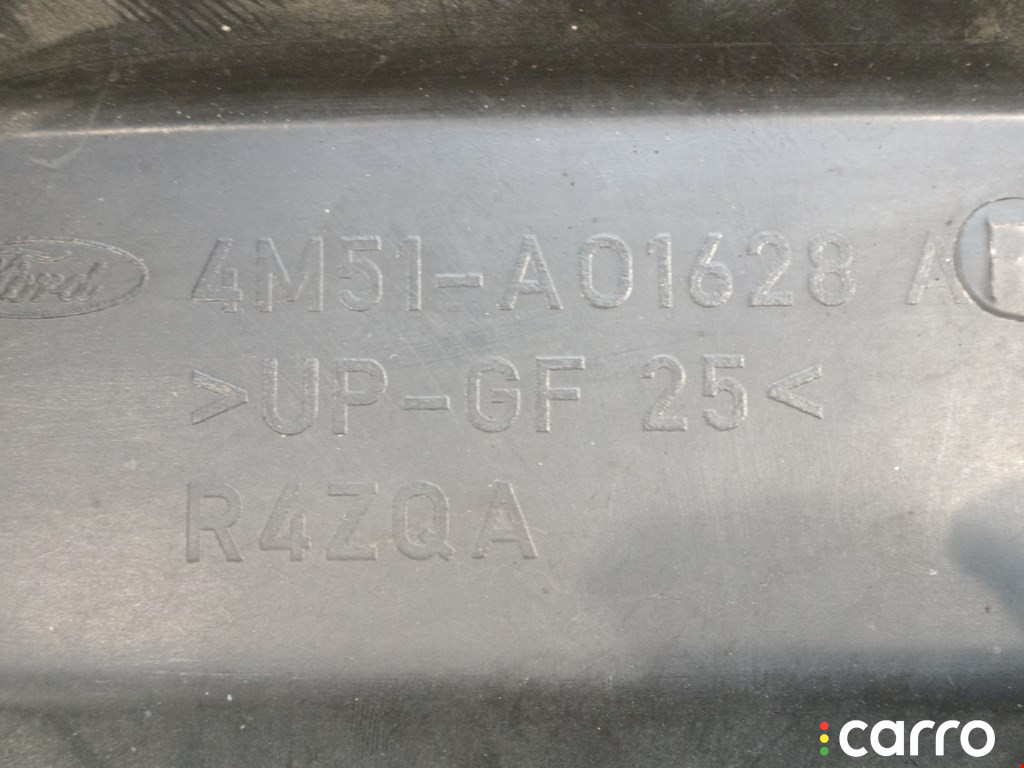 Ford 4M51-A01628 A
>UP-GF 25<
R4ZQA
carro